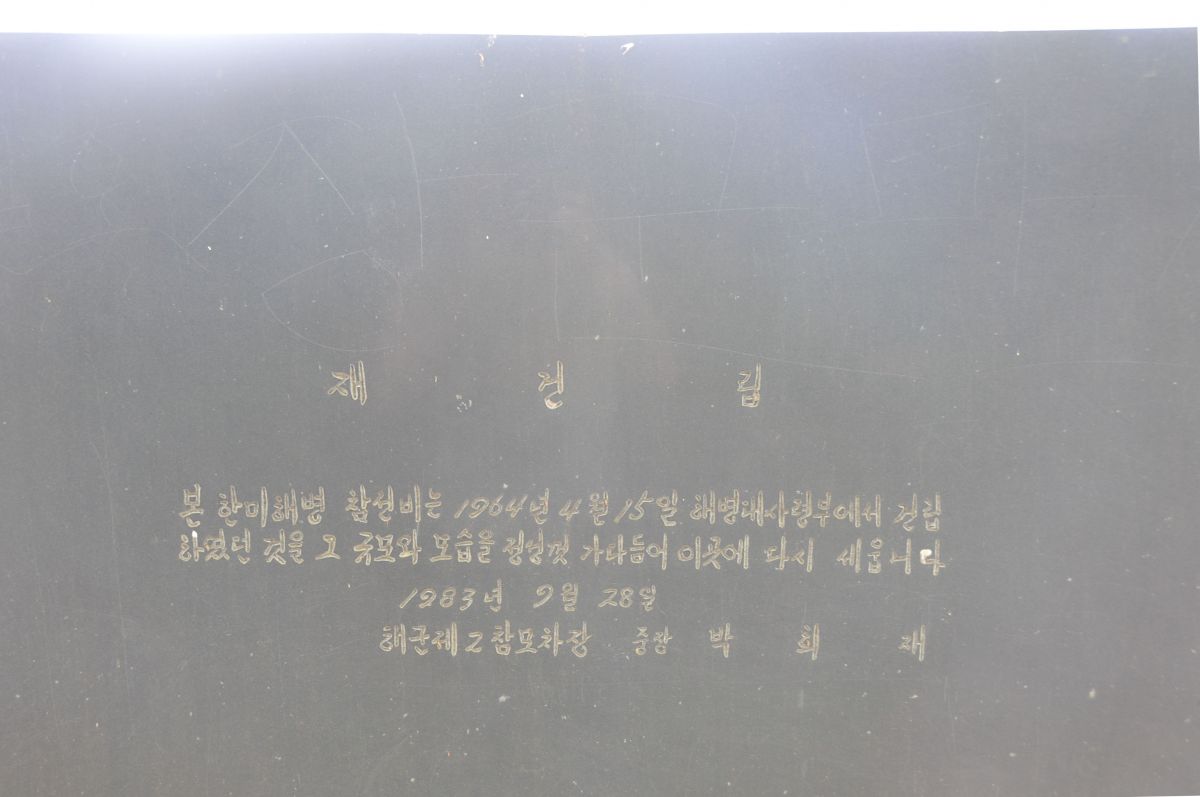 재 건 립
본 한미해병 참전비는 1964년 4월 15일 해병대사령부에서 건립
하였던 것을 그 규모와 모습을 정성껏 가다듬어 이곳에 다시 세웁니다
1983년 9월 28일
해군제2참모차장 중장 박 희 재